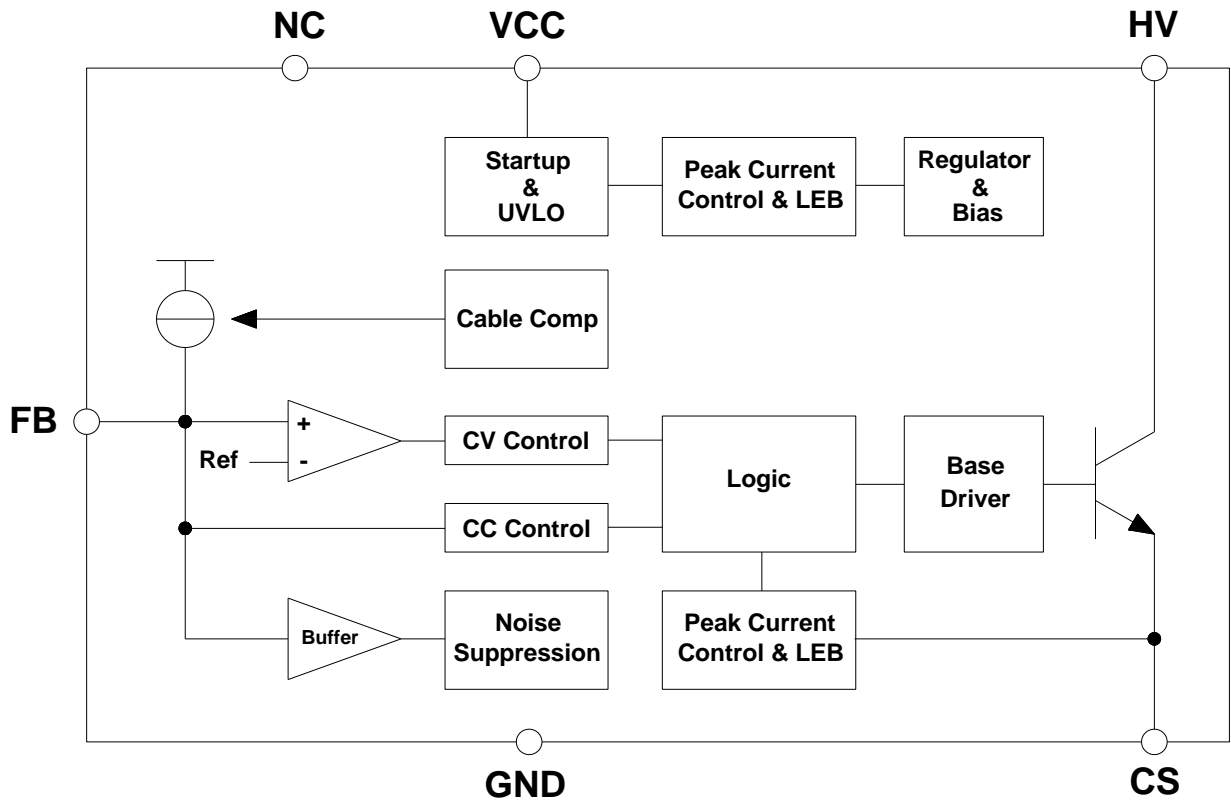 NC
VCC
HV
Startup
&
UVLO
Peak Current
Control & LEB
Regulator
&
Bias
Cable Comp
FB
+
-
Ref
CV Control
CC Control
Logic
Base
Driver
Buffer
Noise
Suppression
Peak Current
Control & LEB
GND
CS